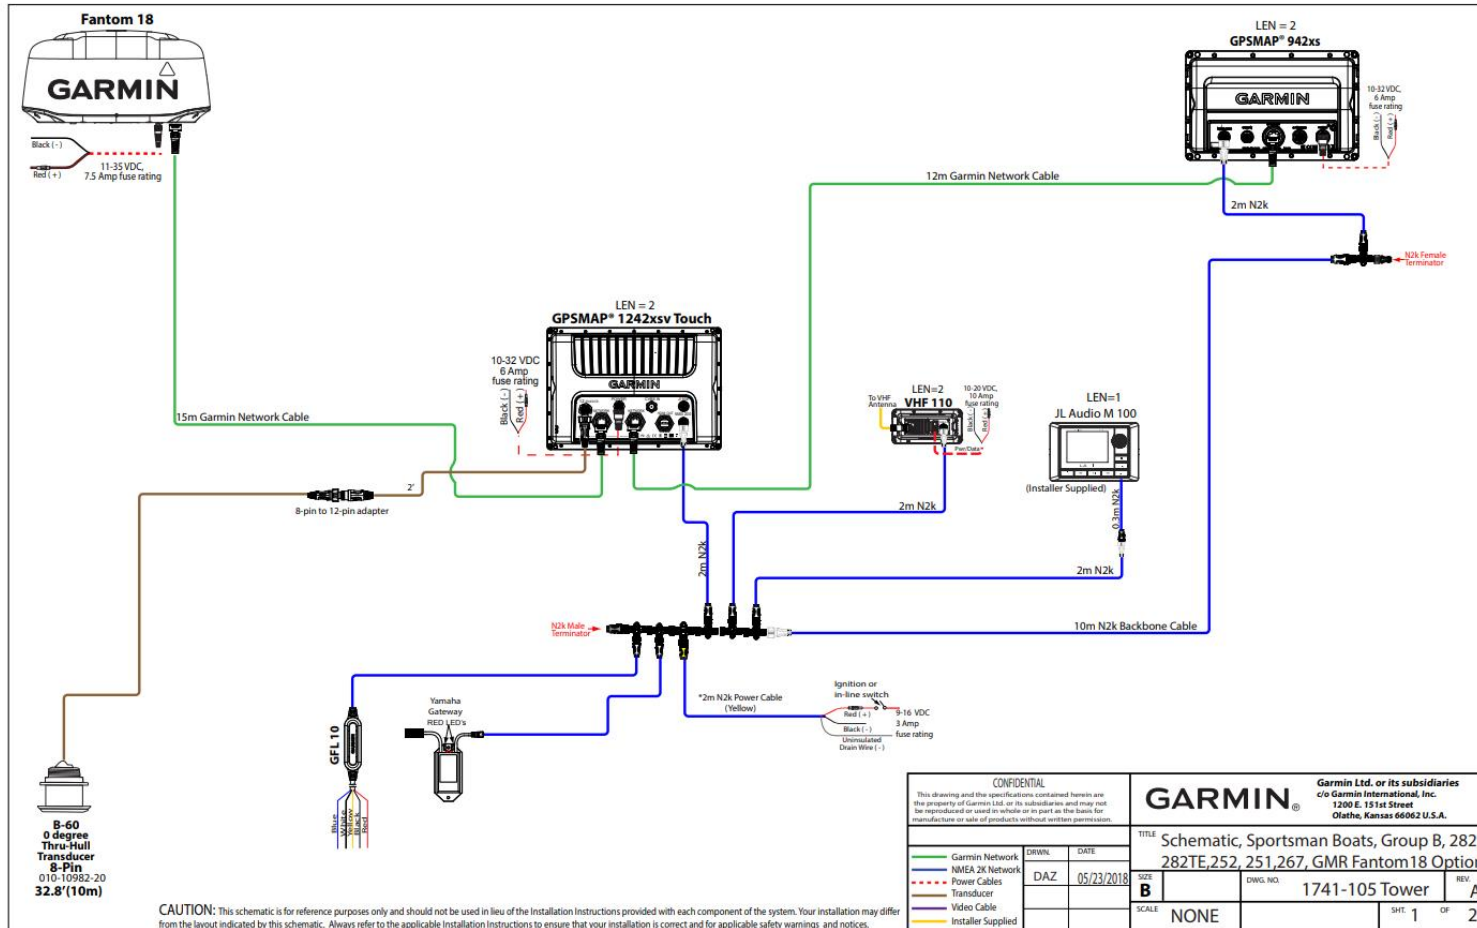 Fantom 18
GARMIN
Black ( - )
Red ( + )
11-35 VDC,
7.5 Amp fuse rating
LEN = 2
GPSMAP® 942xs
GARMIN
10-32 VDC,
6 Amp
fuse rating
Black ( - )
Red ( + )
12m Garmin Network Cable
2m N2k
N2k Female
Terminator
LEN = 2
GPSMAP® 1242xsv Touch
GARMIN
10-32 VDC
6 Amp
fuse rating
Black ( - )
Red ( + )
15m Garmin Network Cable
2'
8-pin to 12-pin adapter
To VHF
Antenna
LEN=2
VHF 110
10-20 VDC,
10 Amp
fuse rating
Black ( - )
Red ( + )
Pwr/Data*
2m N2k
LEN=1
JL Audio M 100
(Installer Supplied)
0.3m N2k
2m N2k
2m N2k
N2k Male
Terminator
10m N2k Backbone Cable
*2m N2k Power Cable
(Yellow)
Ignition or
in-line switch
Red ( + )
Black ( - )
Uninsulated
Drain Wire ( - )
9-16 VDC
3 Amp
fuse rating
Yamaha
Gateway
RED LED's
GFL 10
GARMIN
Blue
White
Yellow
Black
Red
B-60
0 degree
Thru-Hull
Transducer
8-Pin
010-10982-20
32.8'(10m)
CAUTION: This schematic is for reference purposes only and should not be used in lieu of the Installation Instructions provided with each component of the system. Your installation may differ
from the layout indicated by this schematic. Always refer to the applicable Installation Instructions to ensure that your installation is correct and for applicable safety warnings and notices.
CONFIDENTIAL
This drawing and the specifications contained herein are
the property of Garmin Ltd. or its subsidiaries and may not
be reproduced or used in whole or in part as the basis for
manufacture or sale of products without written permission.
Garmin Network
NMEA 2K Network
Power Cables
Transducer
Video Cable
Installer Supplied
DRWN.
DATE
DAZ
05/23/2018
GARMIN®
Garmin Ltd. or its subsidiaries
c/o Garmin International, Inc.
1200 E. 151st Street
Olathe, Kansas 66062 U.S.A.
TITLE
Schematic, Sportsman Boats, Group B, 282
282TE,252, 251,267, GMR Fantom18 Option
SIZE
B
DWG. NO.
1741-105 Tower
REV.
A
SCALE
NONE
SHT. 1 OF 2